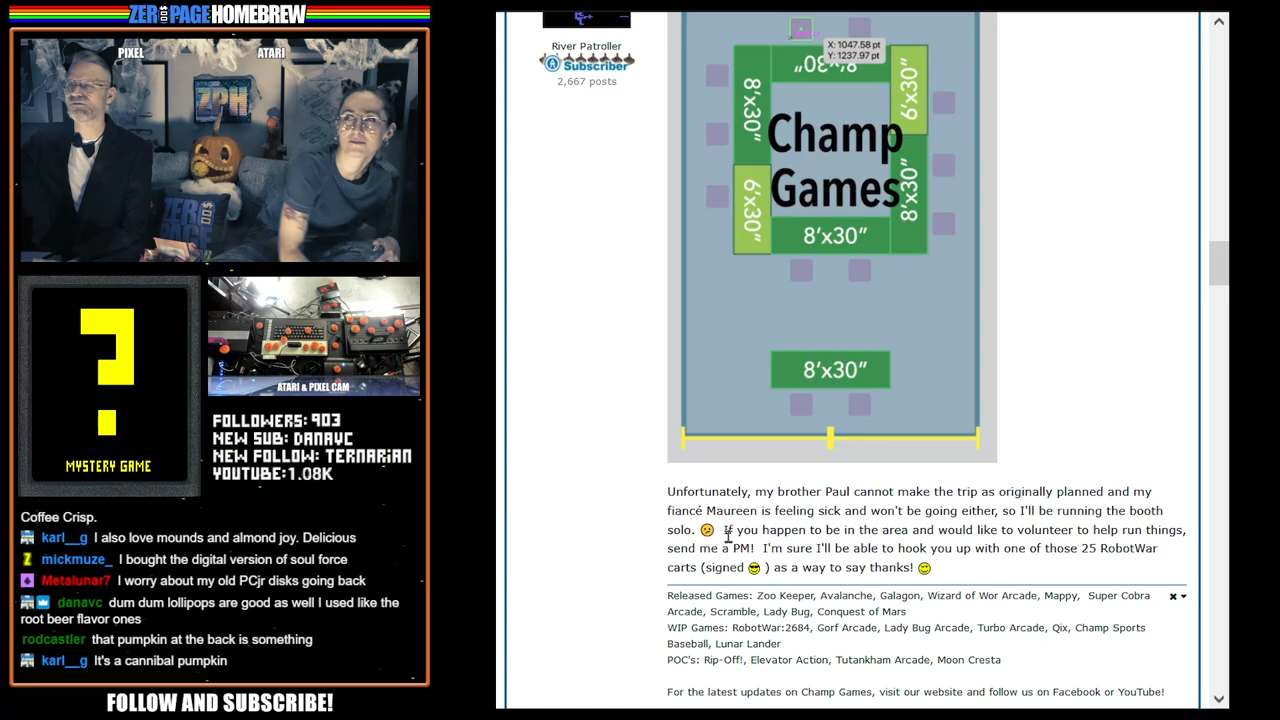 ZEROPAGE HOMEBREW
PIXEL
ATARI
ZPH
ZERO
PAGE
?
MYSTERY GAME
ATARI & PIXEL CAM
FOLLOWERS: 903
NEW SUB: DANAVC
NEW FOLLOW: TERNARIAN
YOUTUBE: 1.08K
Coffee Crisp.
karl__g I also love mounds and almond joy. Delicious
mickmuze_ I bought the digital version of soul force
Metalunar7 I worry about my old PCjr disks going back
danavc dum dum lollipops are good as well I used like the
root beer flavor ones
rodcastler that pumpkin at the back is something
karl__g It's a cannibal pumpkin
FOLLOW AND SUBSCRIBE!
River Patroller
Subscriber
2,667 posts
X: 1047.58 pt
Y: 1237.97 pt
8'x30"
8'x30"
6'x30"
Champ
Games
6'x30"
8'x30"
8'x30"
8'x30"
Unfortunately, my brother Paul cannot make the trip as originally planned and my
fiancé Maureen is feeling sick and won't be going either, so I'll be running the booth
solo. 😕 If you happen to be in the area and would like to volunteer to help run things,
send me a PM! I'm sure I'll be able to hook you up with one of those 25 RobotWar
carts (signed 😎 ) as a way to say thanks! 🙂
Released Games: Zoo Keeper, Avalanche, Galagon, Wizard of Wor Arcade, Mappy, Super Cobra
Arcade, Scramble, Lady Bug, Conquest of Mars
WIP Games: RobotWar:2684, Gorf Arcade, Lady Bug Arcade, Turbo Arcade, Qix, Champ Sports
Baseball, Lunar Lander
POC's: Rip-Off!, Elevator Action, Tutankham Arcade, Moon Cresta
For the latest updates on Champ Games, visit our website and follow us on Facebook or YouTube!